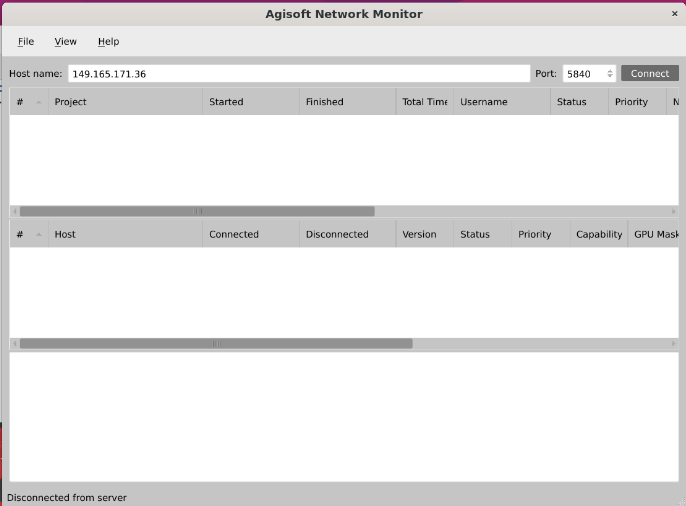 Agisoft Network Monitor ×
File View Help
Host name: 149.165.171.36 Port: 5840 Connect
# Project Started Finished Total Time Username Status Priority N
# Host Connected Disconnected Version Status Priority Capability GPU Mask
Disconnected from server